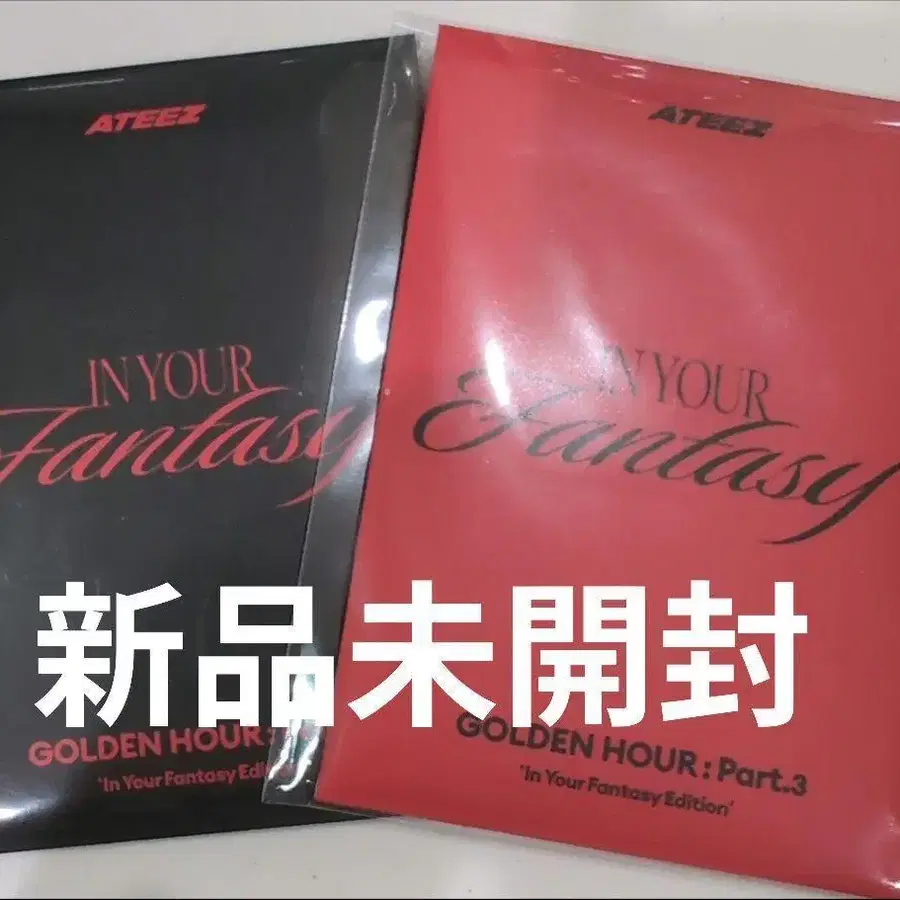 ATEEZ
IN YOUR
Fantasy
GOLDEN HOUR :
'In Your Fantasy
ATEEZ
IN YOUR
Fantasy
GOLDEN HOUR : Part.3
'In Your Fantasy Edition'
新品未開封